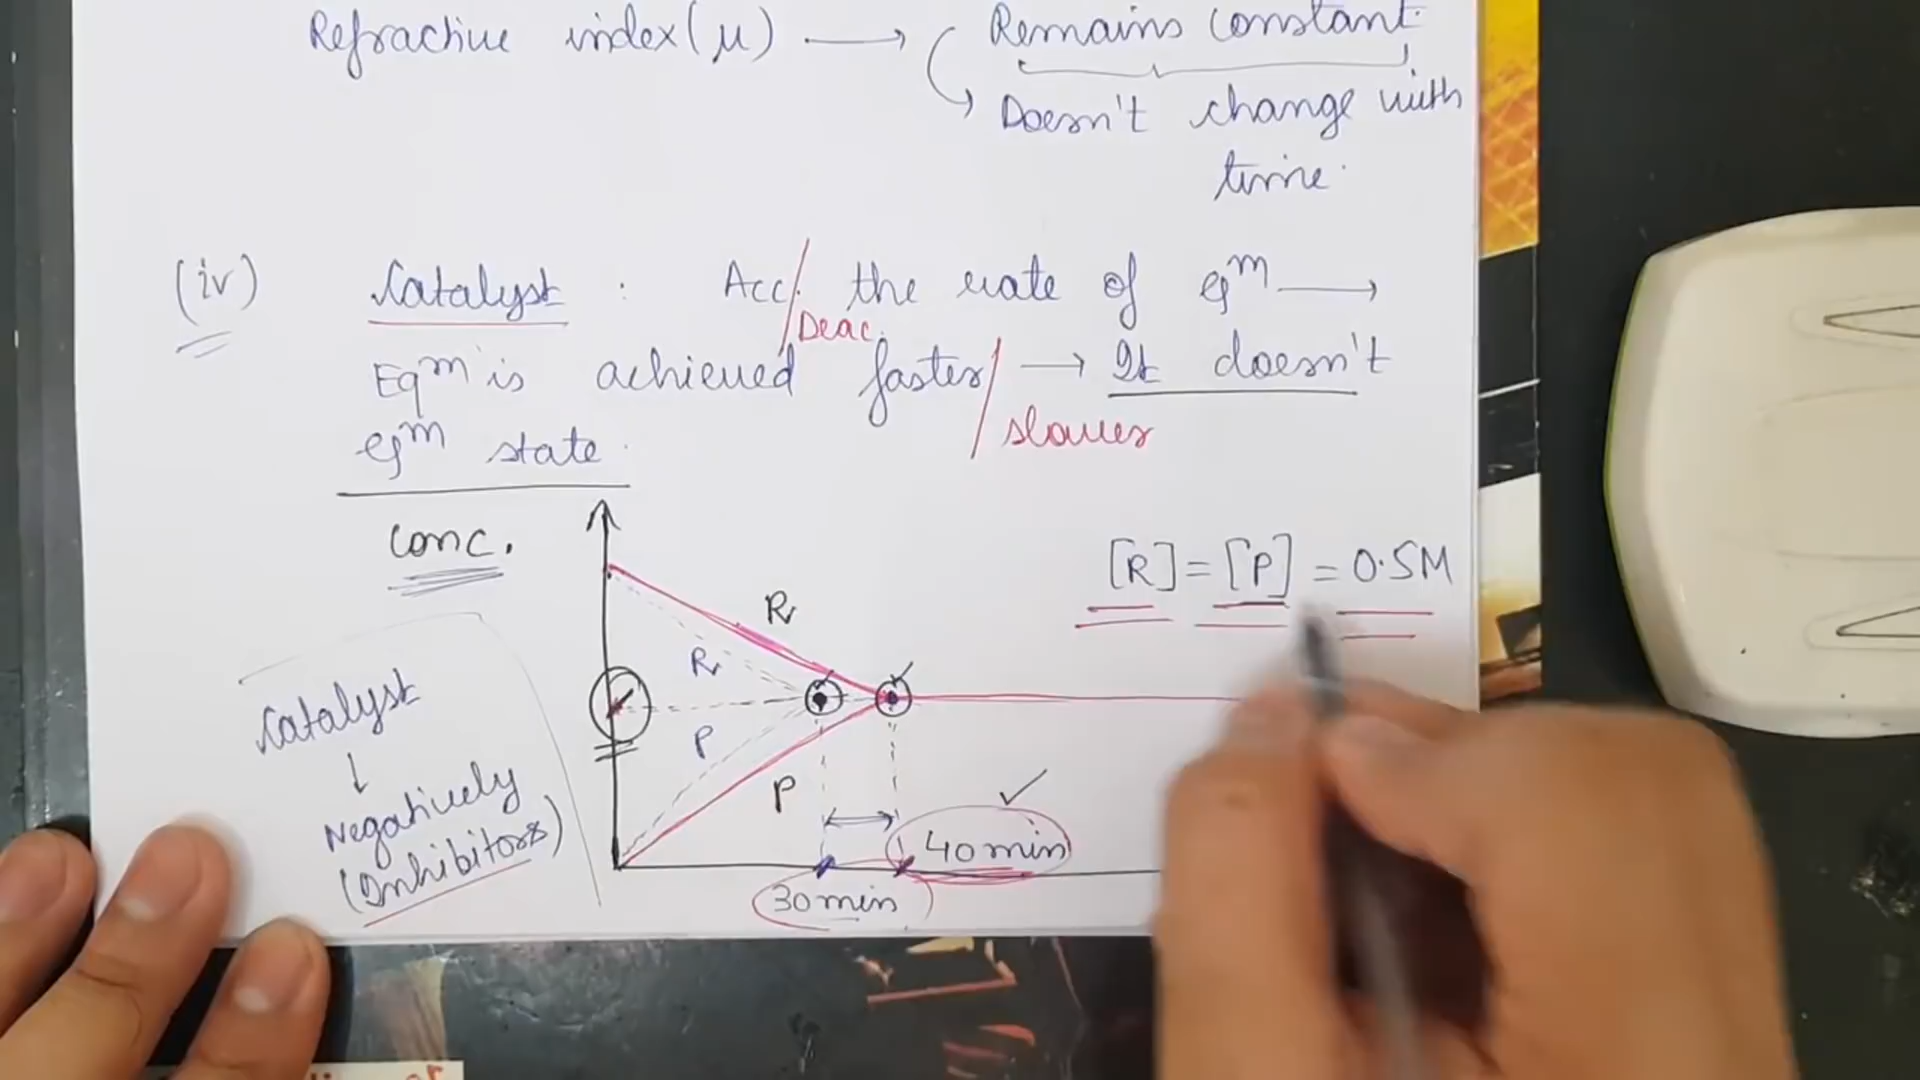 Refractive index (μ) → Remains constant.
→ Doesn't change with
time.
(iv) Catalyst : Acc. / the rate of eqm →
Deac.
Eqm is achieved faster / → It doesn't
slower
eqm state.
conc.
[R] = [P] = 0.5M
R
R
Catalyst
↓
Negatively
(Inhibitors)
P
P
40 min
30 min